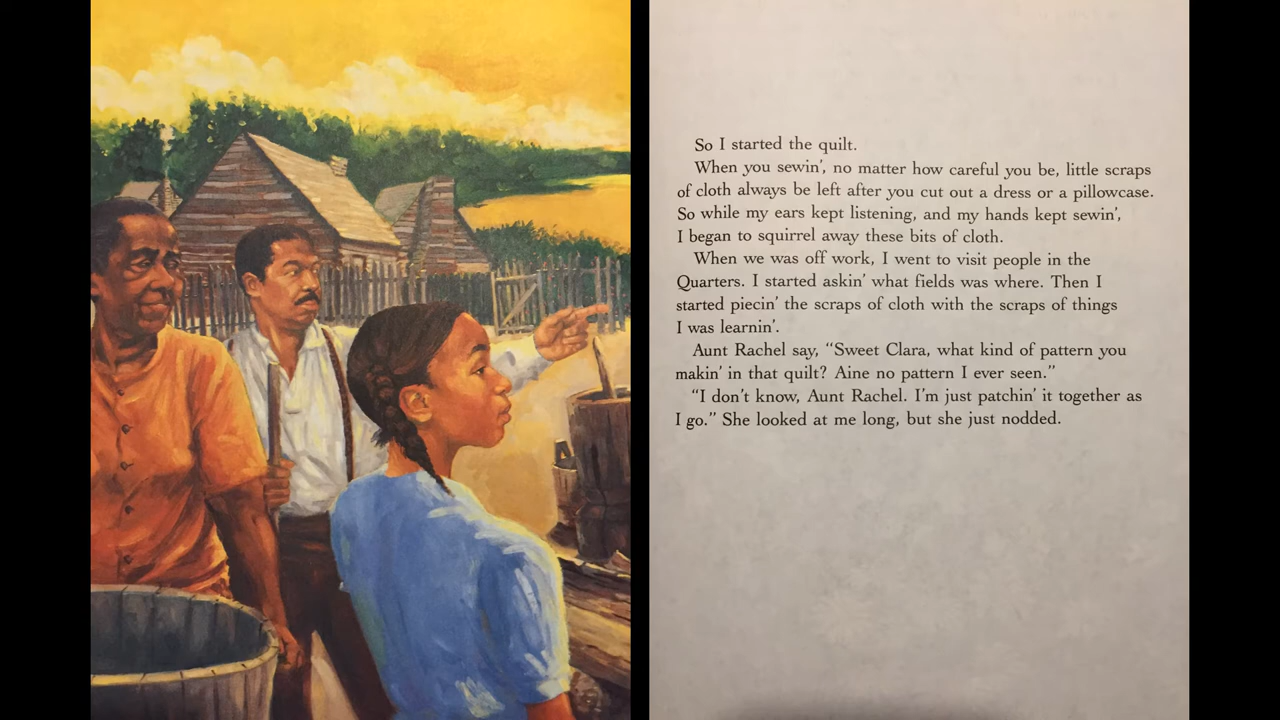 So I started the quilt.
When you sewin', no matter how careful you be, little scraps
of cloth always be left after you cut out a dress or a pillowcase.
So while my ears kept listening, and my hands kept sewin',
I began to squirrel away these bits of cloth.
When we was off work, I went to visit people in the
Quarters. I started askin' what fields was where. Then I
started piecin' the scraps of cloth with the scraps of things
I was learnin'.
Aunt Rachel say, "Sweet Clara, what kind of pattern you
makin' in that quilt? Aine no pattern I ever seen."
"I don't know, Aunt Rachel. I'm just patchin' it together as
I go." She looked at me long, but she just nodded.